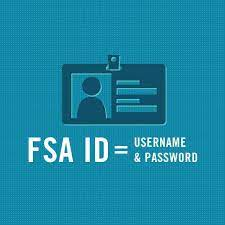 FSA ID = USERNAME
& PASSWORD